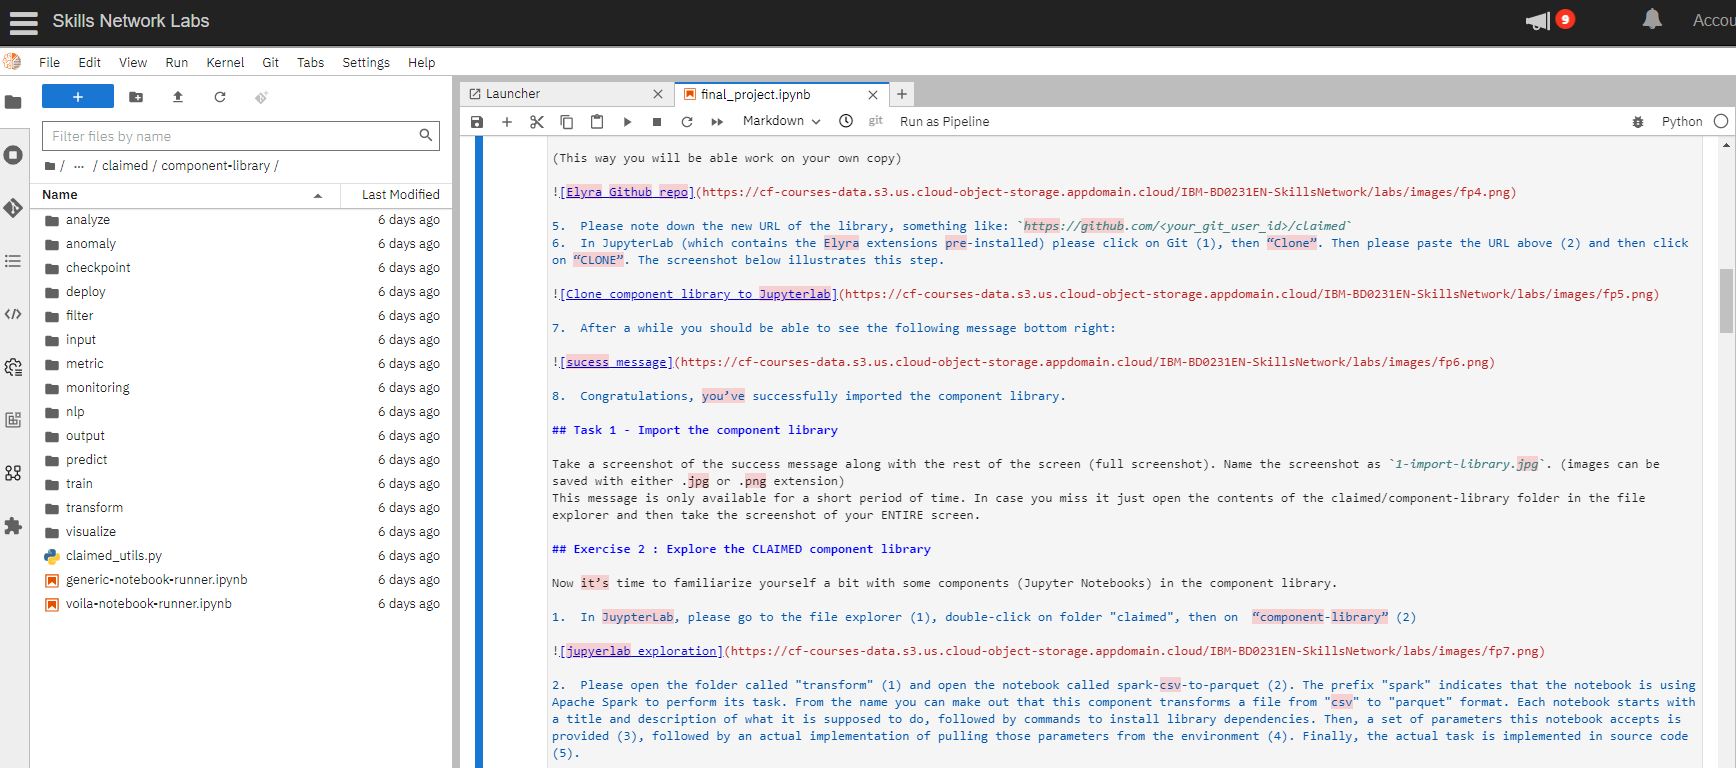 Skills Network Labs
9
Accou
File Edit View Run Kernel Git Tabs Settings Help
+
Filter files by name
/ ··· / claimed / component-library /
Name Last Modified
analyze 6 days ago
anomaly 6 days ago
checkpoint 6 days ago
deploy 6 days ago
filter 6 days ago
input 6 days ago
metric 6 days ago
monitoring 6 days ago
nlp 6 days ago
output 6 days ago
predict 6 days ago
train 6 days ago
transform 6 days ago
visualize 6 days ago
claimed_utils.py 6 days ago
generic-notebook-runner.ipynb 6 days ago
voila-notebook-runner.ipynb 6 days ago
Launcher
final_project.ipynb
Markdown git Run as Pipeline Python
(This way you will be able work on your own copy)
![Elyra Github repo](https://cf-courses-data.s3.us.cloud-object-storage.appdomain.cloud/IBM-BD0231EN-SkillsNetwork/labs/images/fp4.png)
5. Please note down the new URL of the library, something like: `https://github.com/<your_git_user_id>/claimed`
6. In JupyterLab (which contains the Elyra extensions pre-installed) please click on Git (1), then “Clone”. Then please paste the URL above (2) and then click
on “CLONE”. The screenshot below illustrates this step.
![Clone component library to Jupyterlab](https://cf-courses-data.s3.us.cloud-object-storage.appdomain.cloud/IBM-BD0231EN-SkillsNetwork/labs/images/fp5.png)
7. After a while you should be able to see the following message bottom right:
![sucess message](https://cf-courses-data.s3.us.cloud-object-storage.appdomain.cloud/IBM-BD0231EN-SkillsNetwork/labs/images/fp6.png)
8. Congratulations, you’ve successfully imported the component library.
## Task 1 - Import the component library
Take a screenshot of the success message along with the rest of the screen (full screenshot). Name the screenshot as `1-import-library.jpg`. (images can be
saved with either .jpg or .png extension)
This message is only available for a short period of time. In case you miss it just open the contents of the claimed/component-library folder in the file
explorer and then take the screenshot of your ENTIRE screen.
## Exercise 2 : Explore the CLAIMED component library
Now it’s time to familiarize yourself a bit with some components (Jupyter Notebooks) in the component library.
1. In JuypterLab, please go to the file explorer (1), double-click on folder "claimed", then on “component-library” (2)
![jupyerlab exploration](https://cf-courses-data.s3.us.cloud-object-storage.appdomain.cloud/IBM-BD0231EN-SkillsNetwork/labs/images/fp7.png)
2. Please open the folder called "transform" (1) and open the notebook called spark-csv-to-parquet (2). The prefix "spark" indicates that the notebook is using
Apache Spark to perform its task. From the name you can make out that this component transforms a file from "csv" to "parquet" format. Each notebook starts with
a title and description of what it is supposed to do, followed by commands to install library dependencies. Then, a set of parameters this notebook accepts is
provided (3), followed by an actual implementation of pulling those parameters from the environment (4). Finally, the actual task is implemented in source code
(5).